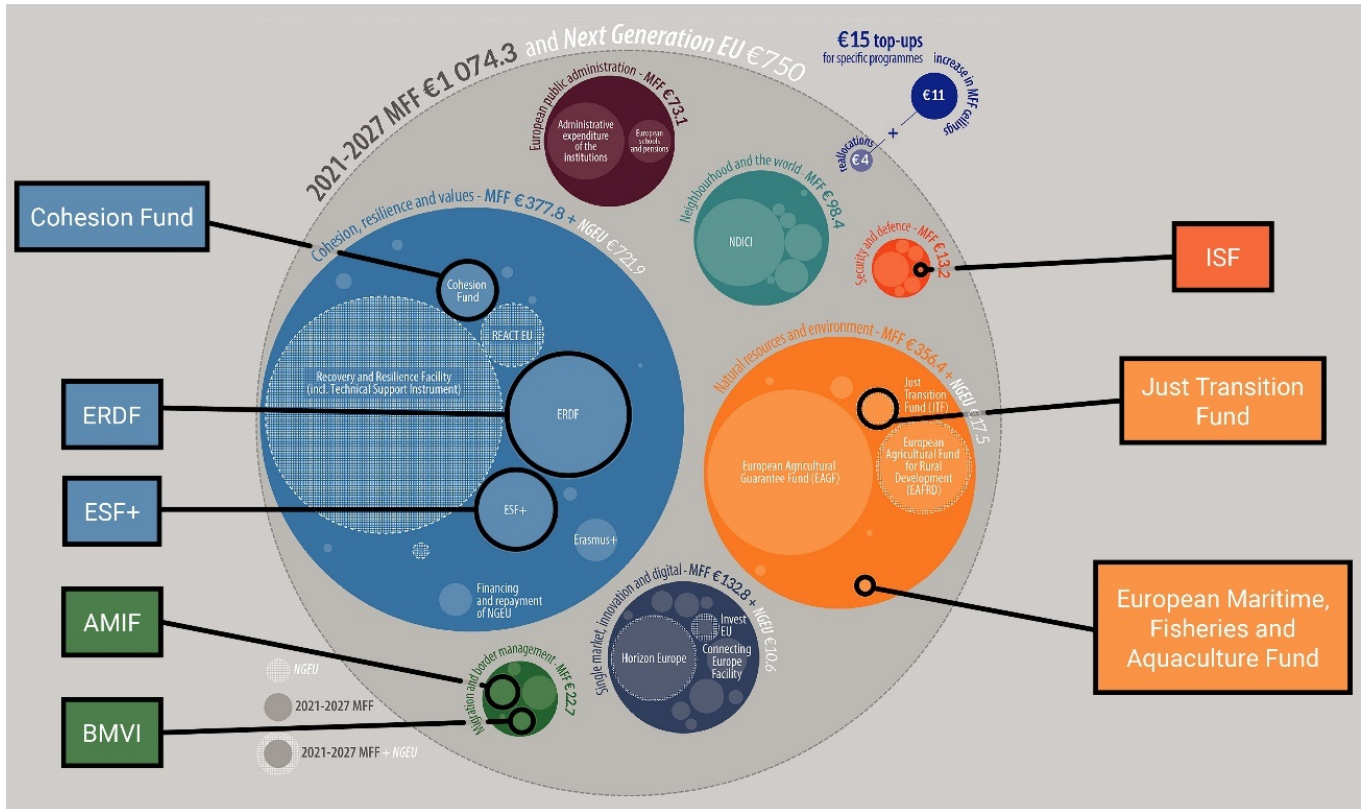 2021-2027 MFF €1 074.3 and Next Generation EU €750
€15 top-ups
for specific programmes
increase in MFF ceilings
€11
+
reallocations
€4
European public administration - MFF €73.1
Administrative
expenditure
of the
institutions
European
schools
and pensions
Neighbourhood and the world - MFF €98.4
NDICI
Security and defence - MFF €13.2
ISF
Cohesion Fund
Cohesion, resilience and values - MFF €377.8 + NGEU €721.9
Cohesion
Fund
REACT EU
Recovery and Resilience Facility
(incl. Technical Support Instrument)
ERDF
ERDF
ESF+
ESF+
Erasmus+
Financing
and repayment
of NGEU
Natural resources and environment - MFF €356.4 + NGEU €17.5
Just
Transition
Fund (JTF)
European Agricultural
Guarantee Fund (EAGF)
European
Agricultural Fund
for Rural
Development
(EAFRD)
Just Transition
Fund
European Maritime,
Fisheries and
Aquaculture Fund
Single market, innovation and digital - MFF €132.8 + NGEU €10.6
Invest
EU
Horizon Europe
Connecting
Europe
Facility
AMIF
BMVI
Migration and border management - MFF €22.7
NGEU
2021-2027 MFF
2021-2027 MFF + NGEU